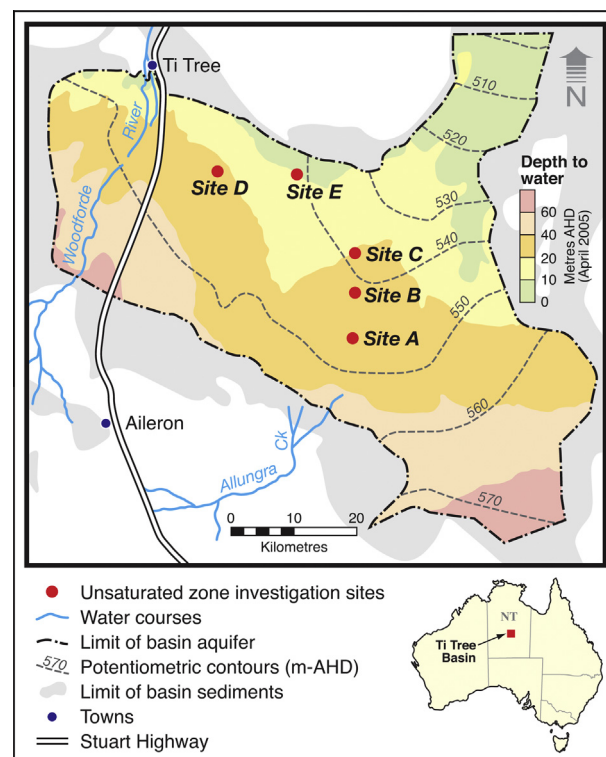 Ti Tree
510
N
River
520
Depth to
water
Site D
Site E
530
60
40
20
10
0
Metres AHD
(April 2005)
Woodforde
540
Site C
550
Site B
Site A
560
Aileron
Ck
Allungra
570
0 10 20
Kilometres
Unsaturated zone investigation sites
Water courses
Limit of basin aquifer
570 Potentiometric contours (m-AHD)
Limit of basin sediments
Towns
Stuart Highway
NT
Ti Tree
Basin